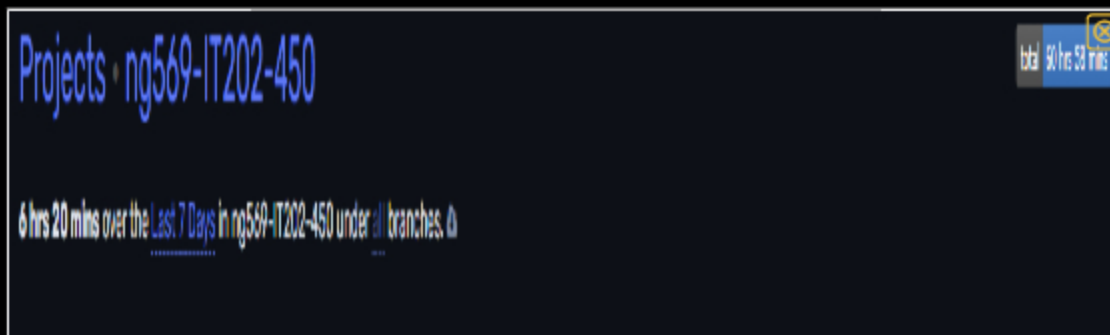 Projects • ng569-IT202-450
total 50 hrs 58 mins
6 hrs 20 mins over the Last 7 Days in ng569-IT202-450 under all branches.